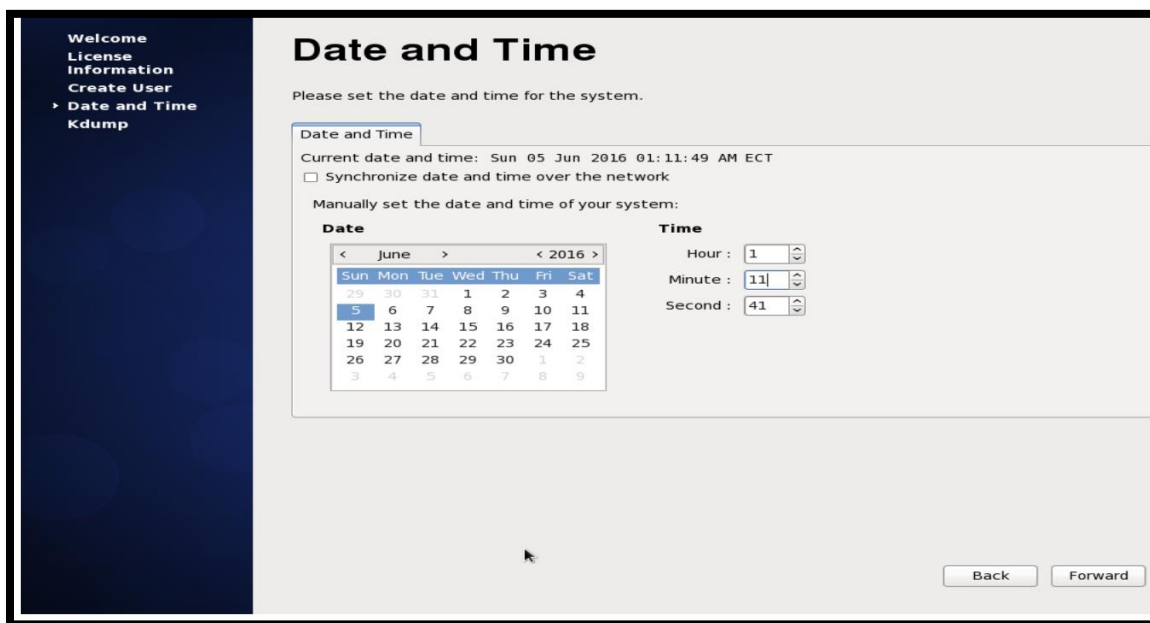 Welcome
License
Information
Create User
Date and Time
Kdump
Date and Time
Please set the date and time for the system.
Date and Time
Current date and time: Sun 05 Jun 2016 01:11:49 AM ECT
Synchronize date and time over the network
Manually set the date and time of your system:
Date
Time
< June > < 2016 >
Sun Mon Tue Wed Thu Fri Sat
29 30 31 1 2 3 4
5 6 7 8 9 10 11
12 13 14 15 16 17 18
19 20 21 22 23 24 25
26 27 28 29 30 1 2
3 4 5 6 7 8 9
Hour : 1
Minute : 11
Second : 41
Back
Forward